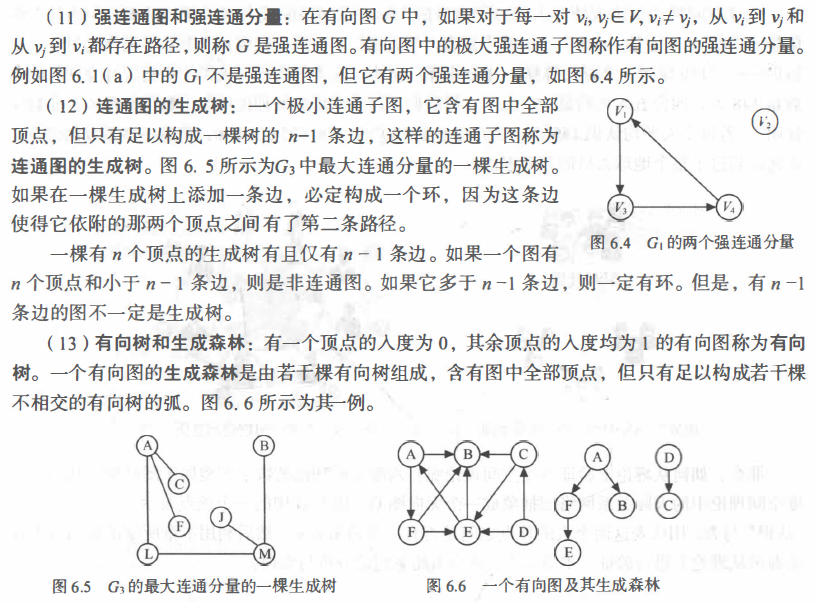 (11) 强连通图和强连通分量：在有向图 G 中，如果对于每一对 vi, vj∈V, vi≠vj，从 vi 到 vj 和
从 vj 到 vi 都存在路径，则称 G 是强连通图。有向图中的极大强连通子图称作有向图的强连通分量。
例如图 6.1 (a) 中的 G1 不是强连通图，但它有两个强连通分量，如图 6.4 所示。
(12) 连通图的生成树：一个极小连通子图，它含有图中全部
顶点，但只有足以构成一棵树的 n−1 条边，这样的连通子图称为
连通图的生成树。图 6. 5 所示为G3 中最大连通分量的一棵生成树。
如果在一棵生成树上添加一条边，必定构成一个环，因为这条边
使得它依附的那两个顶点之间有了第二条路径。
V1
V2
V3
V4
图 6.4 G1 的两个强连通分量
一棵有 n 个顶点的生成树有且仅有 n − 1 条边。如果一个图有
n 个顶点和小于 n − 1 条边，则是非连通图。如果它多于 n −1 条边，则一定有环。但是，有 n −1
条边的图不一定是生成树。
(13) 有向树和生成森林：有一个顶点的入度为 0，其余顶点的入度均为 1 的有向图称为有向
树。一个有向图的生成森林是由若干棵有向树组成，含有图中全部顶点，但只有足以构成若干棵
不相交的有向树的弧。图 6. 6 所示为其一例。
A
B
C
F
J
L
M
图 6.5 G3 的最大连通分量的一棵生成树
A
B
C
F
E
D
A
D
F
B
C
E
图 6.6 一个有向图及其生成森林